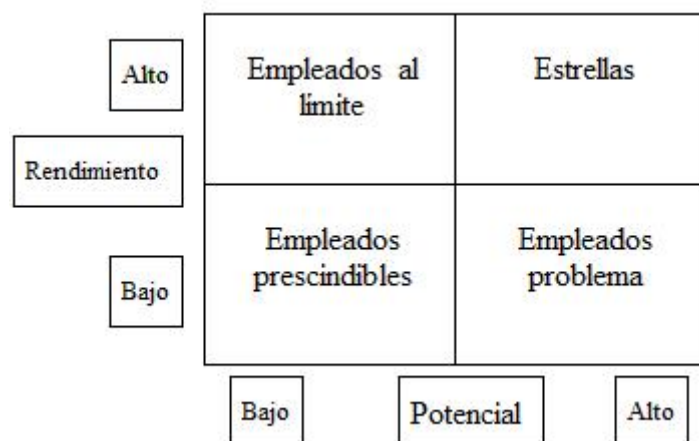 Alto
Empleados al
límite
Estrellas
Rendimiento
Bajo
Empleados
prescindibles
Empleados
problema
Bajo
Potencial
Alto